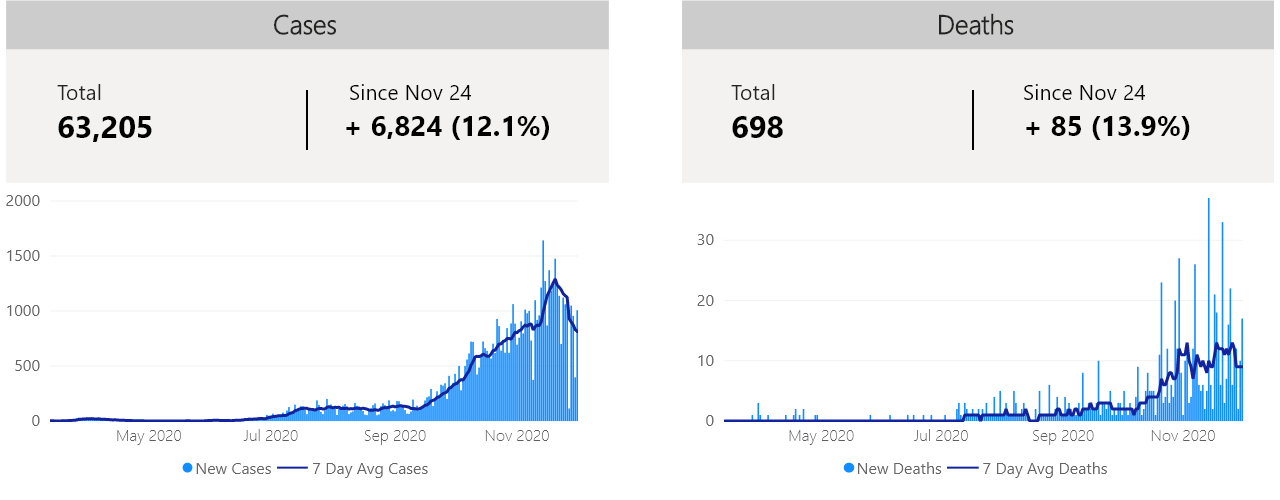 Cases
Total
63,205
Since Nov 24
+ 6,824 (12.1%)
2000
1500
1000
500
0
May 2020
Jul 2020
Sep 2020
Nov 2020
New Cases
7 Day Avg Cases
Deaths
Total
698
Since Nov 24
+ 85 (13.9%)
30
20
10
0
May 2020
Jul 2020
Sep 2020
Nov 2020
New Deaths
7 Day Avg Deaths